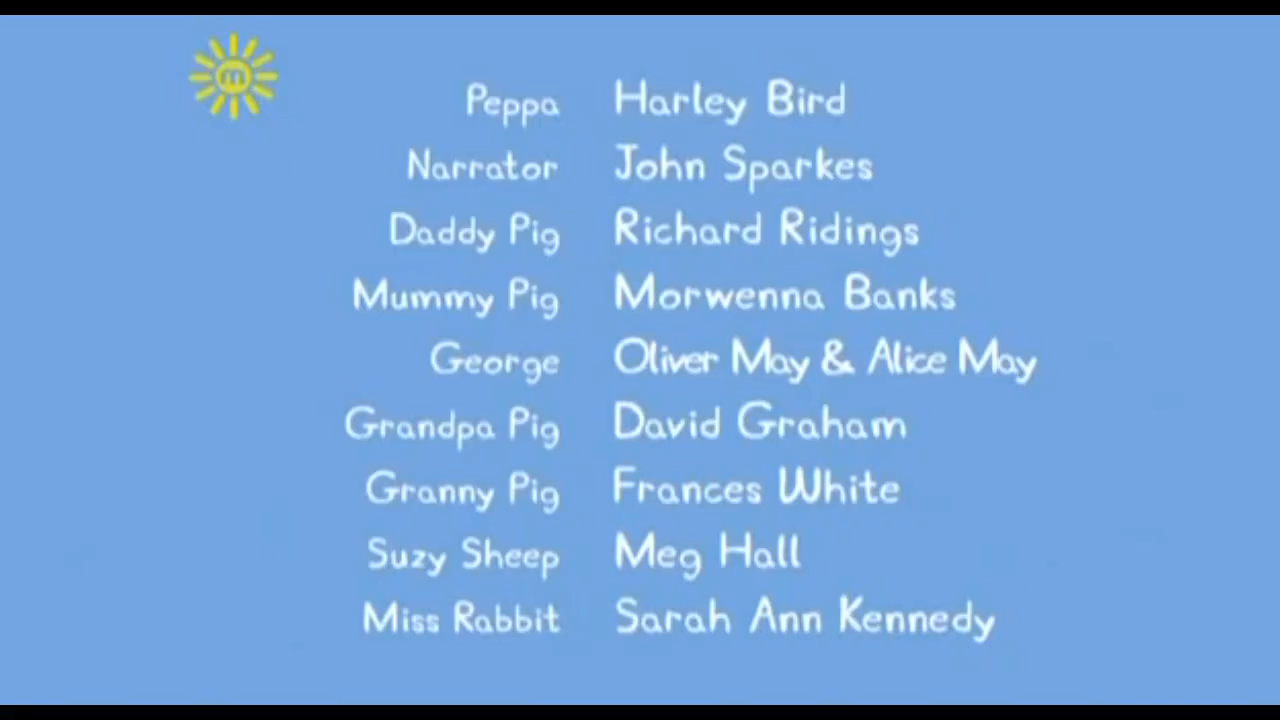 m
Peppa Harley Bird
Narrator John Sparkes
Daddy Pig Richard Ridings
Mummy Pig Morwenna Banks
George Oliver May & Alice May
Grandpa Pig David Graham
Granny Pig Frances White
Suzy Sheep Meg Hall
Miss Rabbit Sarah Ann Kennedy